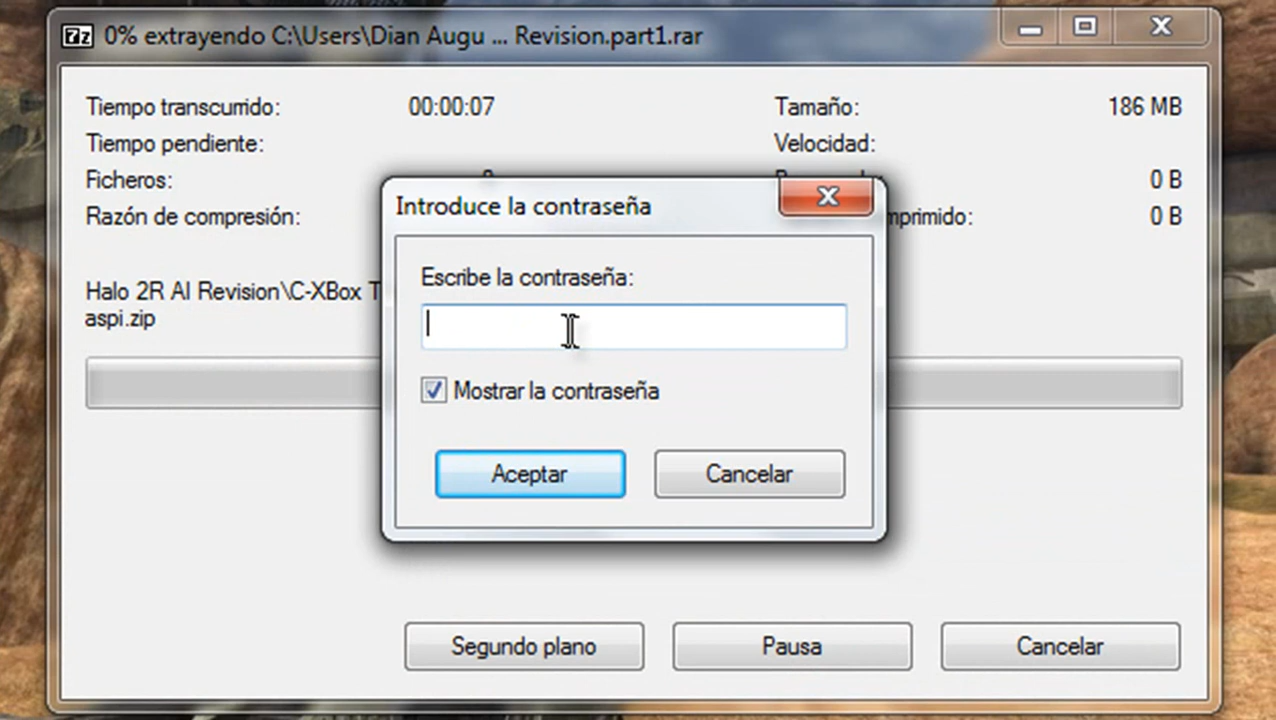 7z 0% extrayendo C:\Users\Dian Augu ... Revision.part1.rar
Tiempo transcurrido: 00:00:07 Tamaño: 186 MB
Tiempo pendiente: Velocidad:
Ficheros: 0 B
Razón de compresión: 0 B
Halo 2R AI Revision\C-XBox T
aspi.zip
Introduce la contraseña
Escribe la contraseña:
Mostrar la contraseña
Aceptar Cancelar
Segundo plano Pausa Cancelar